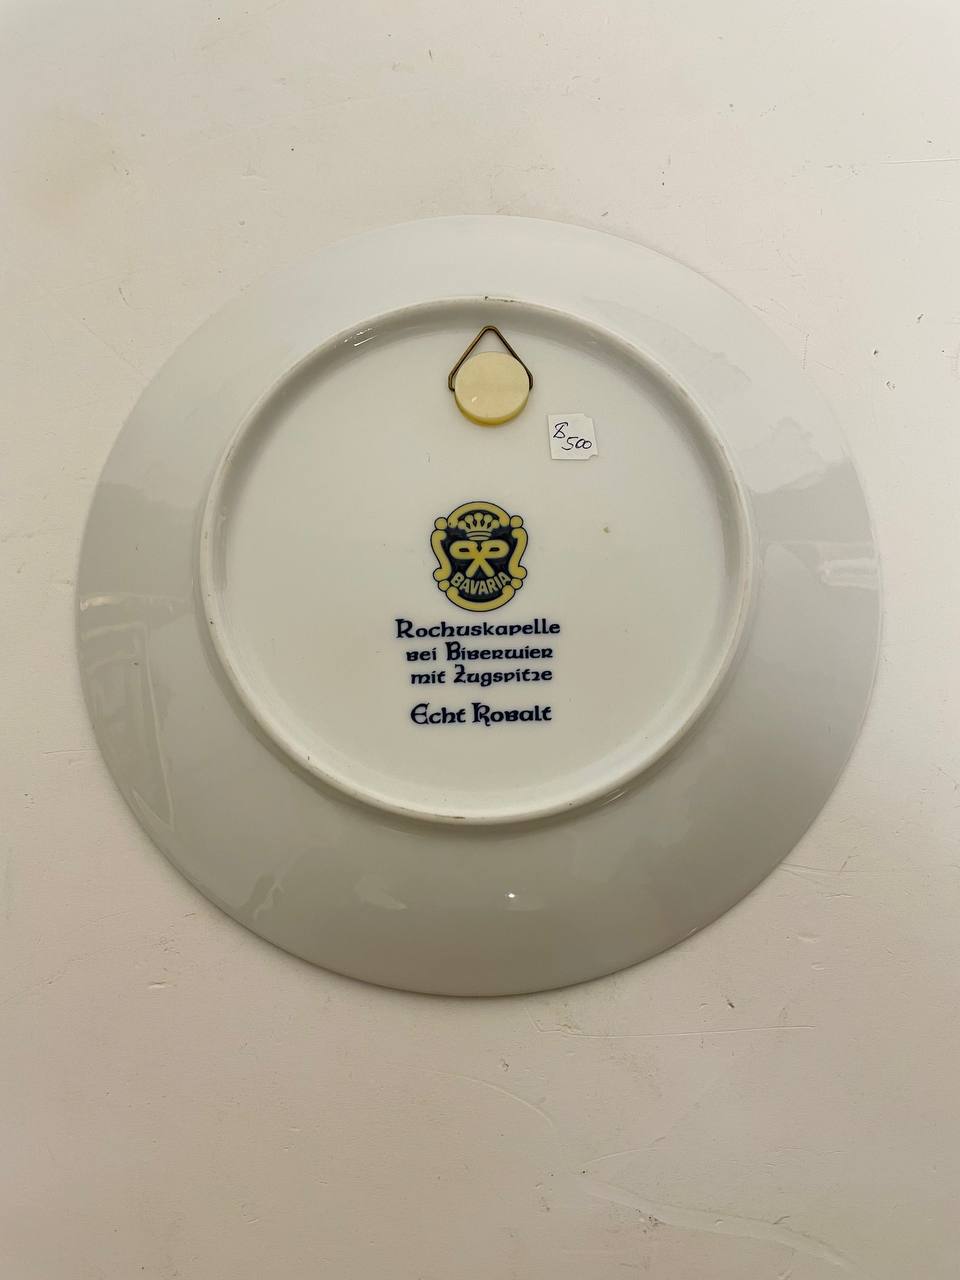 500
BAVARIA
Rochuskapelle
bei Biberwier
mit Zugspitze
Echt Kobalt